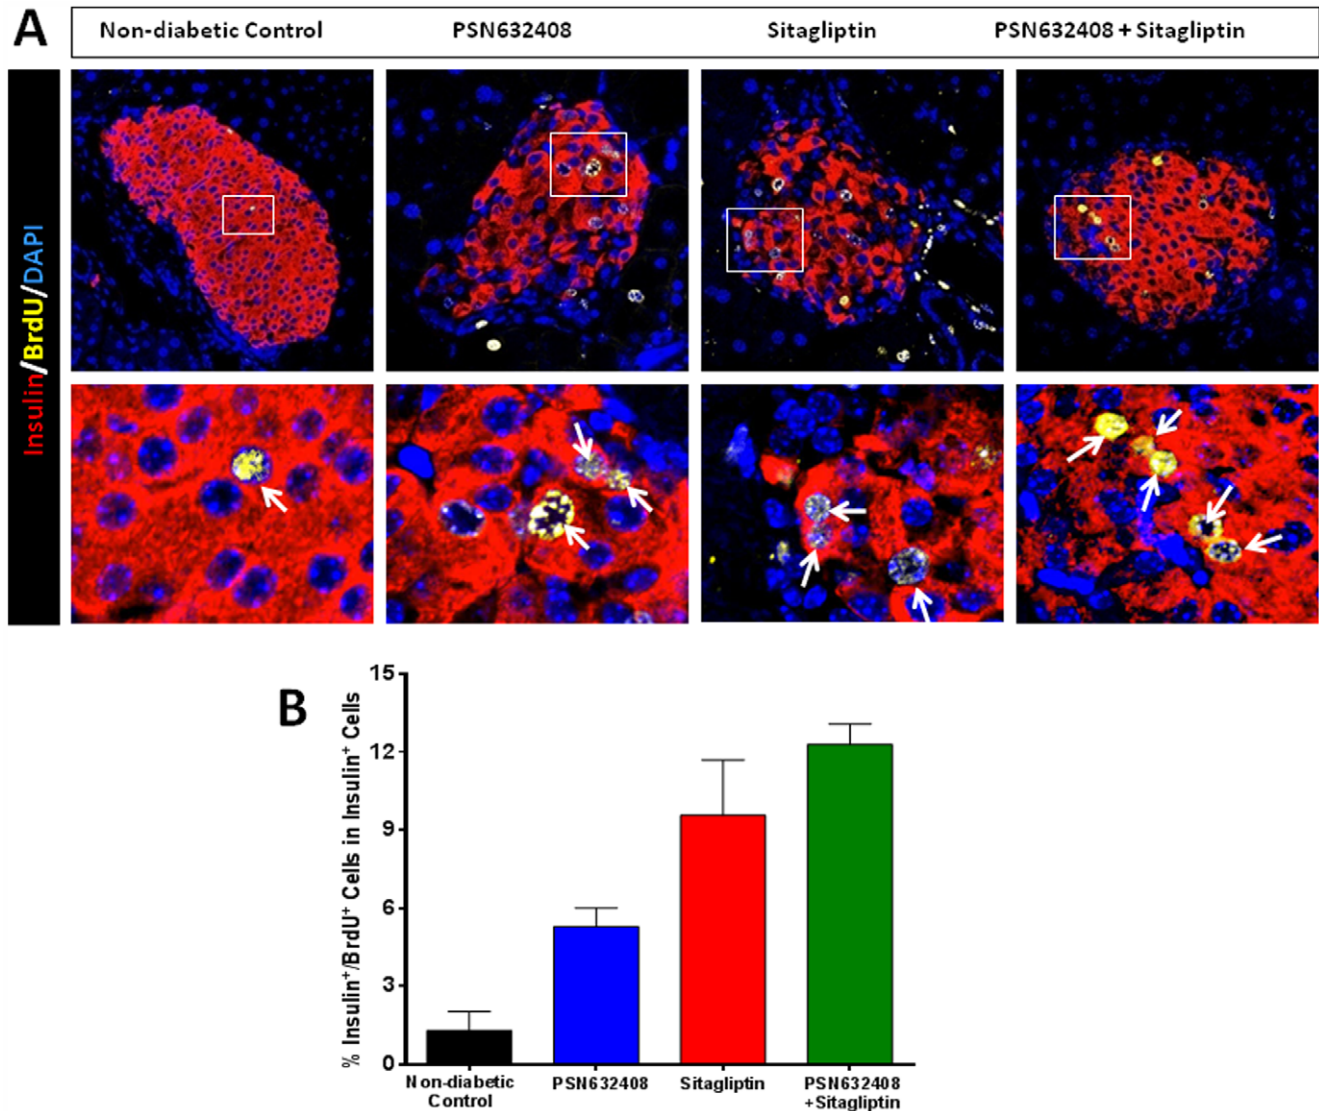 A
Non-diabetic Control
PSN632408
Sitagliptin
PSN632408 + Sitagliptin
Insulin/BrdU/DAPI
B
% Insulin⁺/BrdU⁺ Cells in Insulin⁺ Cells
15
12
9
6
3
0
Non-diabetic
Control
PSN632408
Sitagliptin
PSN632408
+Sitagliptin